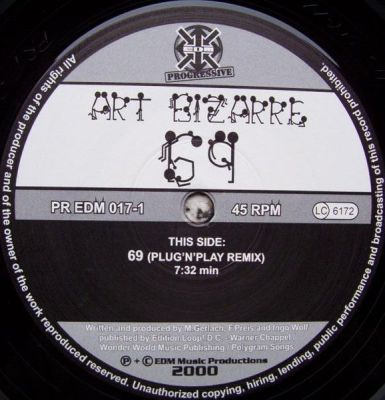 EDM
PROGRESSIVE
ART BIZARRE
69
PR EDM 017-1
45 RPM
LC 6172
THIS SIDE:
69 (PLUG'N'PLAY REMIX)
7:32 min
Written and produced by M.Gerlach, F.Preis and Ingo Wolf
published by Edition Loop! D.C. - Warner Chappel
Wonder World Music Publishing / Polygram Songs
P + C EDM Music Productions
2000
All rights of the producer and of the owner of the work reproduced reserved. Unauthorized copying, hiring, lending, public performance and broadcasting of this record prohibited.